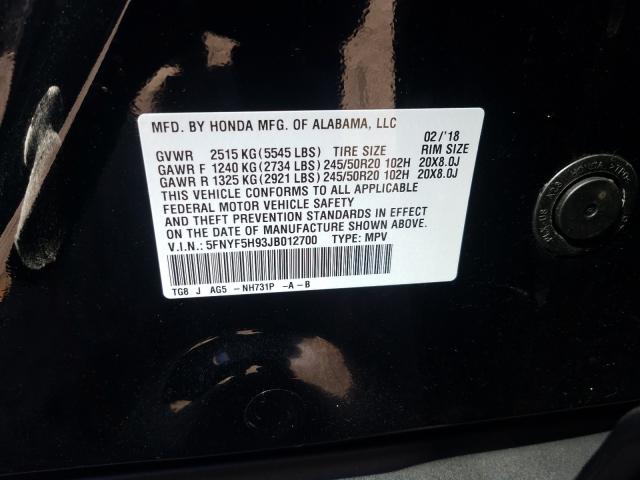 MFD. BY HONDA MFG. OF ALABAMA, LLC 02/'18
GVWR 2515 KG (5545 LBS) TIRE SIZE RIM SIZE
GAWR F 1240 KG (2734 LBS) 245/50R20 102H 20X8.0J
GAWR R 1325 KG (2921 LBS) 245/50R20 102H 20X8.0J
THIS VEHICLE CONFORMS TO ALL APPLICABLE
FEDERAL MOTOR VEHICLE SAFETY
AND THEFT PREVENTION STANDARDS IN EFFECT
ON THE DATE OF MANUFACTURE SHOWN ABOVE.
V.I.N.: 5FNYF5H93JB012700 TYPE: MPV
TG8 J AG5 -NH731P -A-B